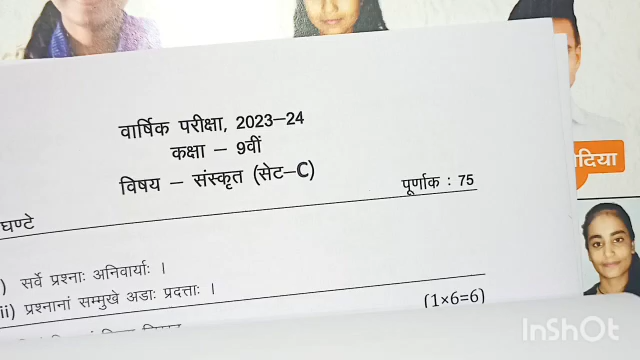 वार्षिक परीक्षा, 2023–24
कक्षा – 9वीं
विषय – संस्कृत (सेट–C)
घण्टे
पूर्णांक : 75
) सर्वे प्रश्नाः अनिवार्याः ।
ii) प्रश्नानां सम्मुखे अडाः प्रदत्ताः ।
(1×6=6)
दिया
InShOt